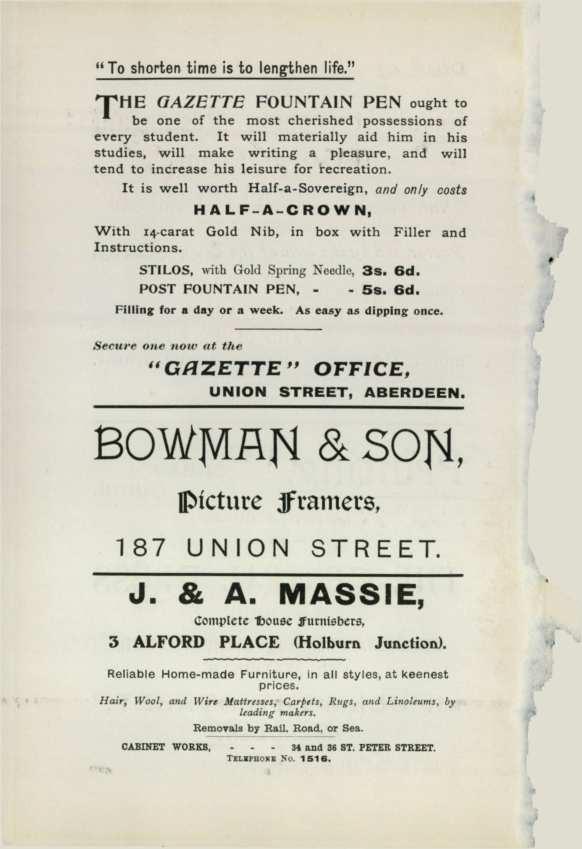 "To shorten time is to lengthen life."
THE GAZETTE FOUNTAIN PEN ought to
be one of the most cherished possessions of
every student. It will materially aid him in his
studies, will make writing a pleasure, and will
tend to increase his leisure for recreation.
It is well worth Half-a-Sovereign, and only costs
HALF-A-CROWN,
With 14-carat Gold Nib, in box with Filler and
Instructions.
STILOS, with Gold Spring Needle, 3s. 6d.
POST FOUNTAIN PEN, - - 5s. 6d.
Filling for a day or a week. As easy as dipping once.
Secure one now at the
"GAZETTE" OFFICE,
UNION STREET, ABERDEEN.
BOWMAN & SON,
Picture Framers,
187 UNION STREET.
J. & A. MASSIE,
Complete House Furnishers,
3 ALFORD PLACE (Holburn Junction).
Reliable Home-made Furniture, in all styles, at keenest
prices.
Hair, Wool, and Wire Mattresses, Carpets, Rugs, and Linoleums, by
leading makers.
Removals by Rail, Road, or Sea.
CABINET WORKS, - - - 34 and 36 ST. PETER STREET.
TELEPHONE No. 1516.